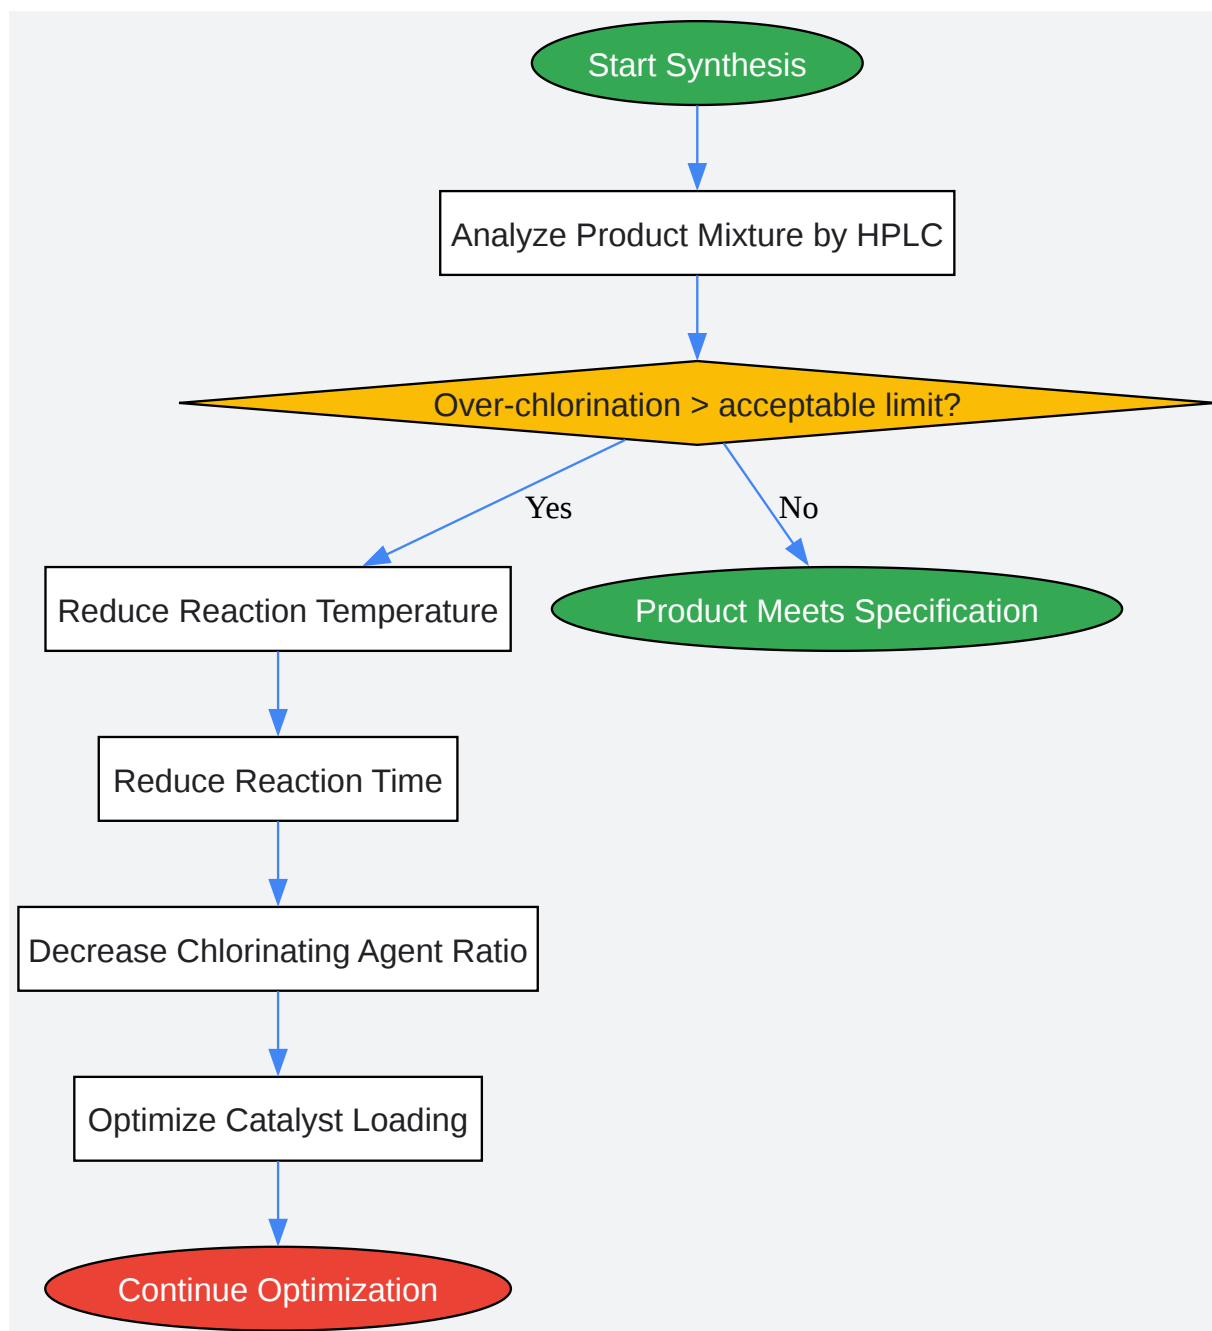 Start Synthesis
Analyze Product Mixture by HPLC
Over-chlorination > acceptable limit?
Yes
No
Reduce Reaction Temperature
Product Meets Specification
Reduce Reaction Time
Decrease Chlorinating Agent Ratio
Optimize Catalyst Loading
Continue Optimization